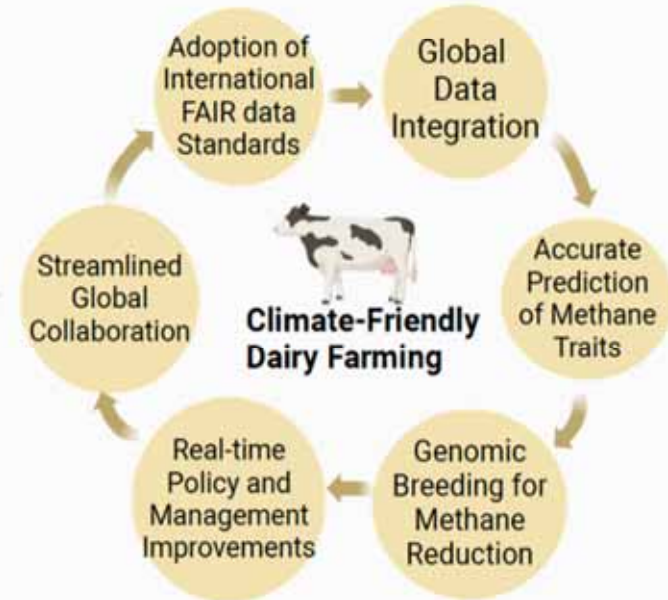 Adoption of
International
FAIR data
Standards
Global
Data
Integration
Accurate
Prediction
of Methane
Traits
Genomic
Breeding for
Methane
Reduction
Real-time
Policy and
Management
Improvements
Streamlined
Global
Collaboration
Climate-Friendly
Dairy Farming